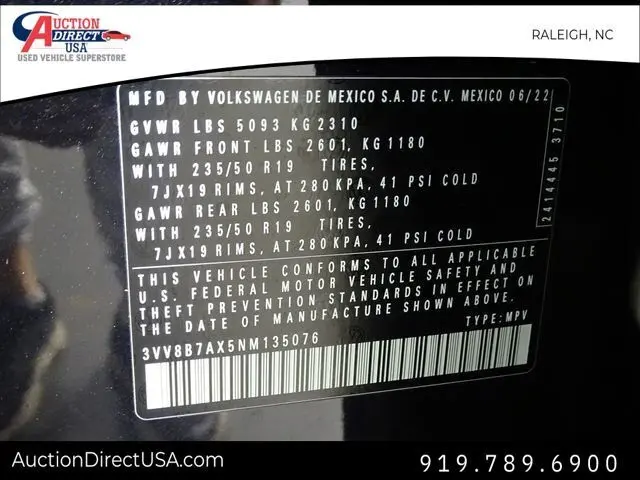 AUCTION
DIRECT
USA
USED VEHICLE SUPERSTORE
RALEIGH, NC
MFD BY VOLKSWAGEN DE MEXICO S.A. DE C.V. MEXICO 06/22
GVWR LBS 5093 KG 2310
GAWR FRONT LBS 2601, KG 1180
WITH 235/50 R19 TIRES,
7JX19 RIMS, AT 280 KPA, 41 PSI COLD
GAWR REAR LBS 2601, KG 1180
WITH 235/50 R19 TIRES,
7JX19 RIMS, AT 280 KPA, 41 PSI COLD
2414445 3710
THIS VEHICLE CONFORMS TO ALL APPLICABLE
U.S. FEDERAL MOTOR VEHICLE SAFETY AND
THEFT PREVENTION STANDARDS IN EFFECT ON
THE DATE OF MANUFACTURE SHOWN ABOVE.
3VV8B7AX5NM135076
TYPE: MPV
AuctionDirectUSA.com
919.789.6900